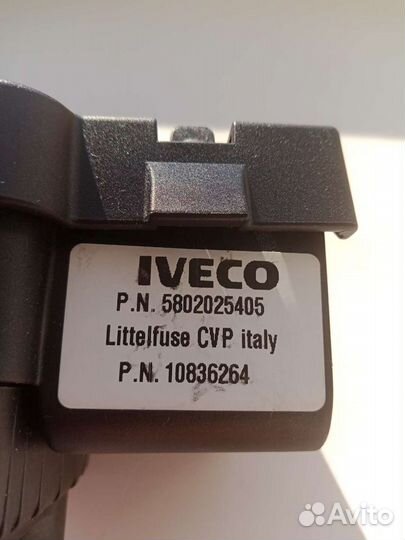 IVECO
P.N. 5802025405
Littelfuse CVP italy
P.N. 10836264
Avito